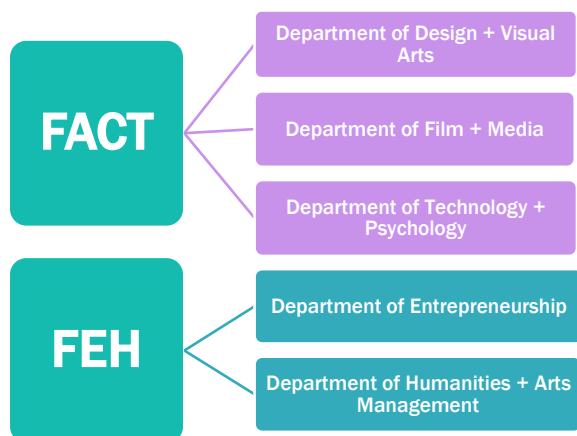 FACT
Department of Design + Visual
Arts
Department of Film + Media
Department of Technology +
Psychology
FEH
Department of Entrepreneurship
Department of Humanities + Arts
Management